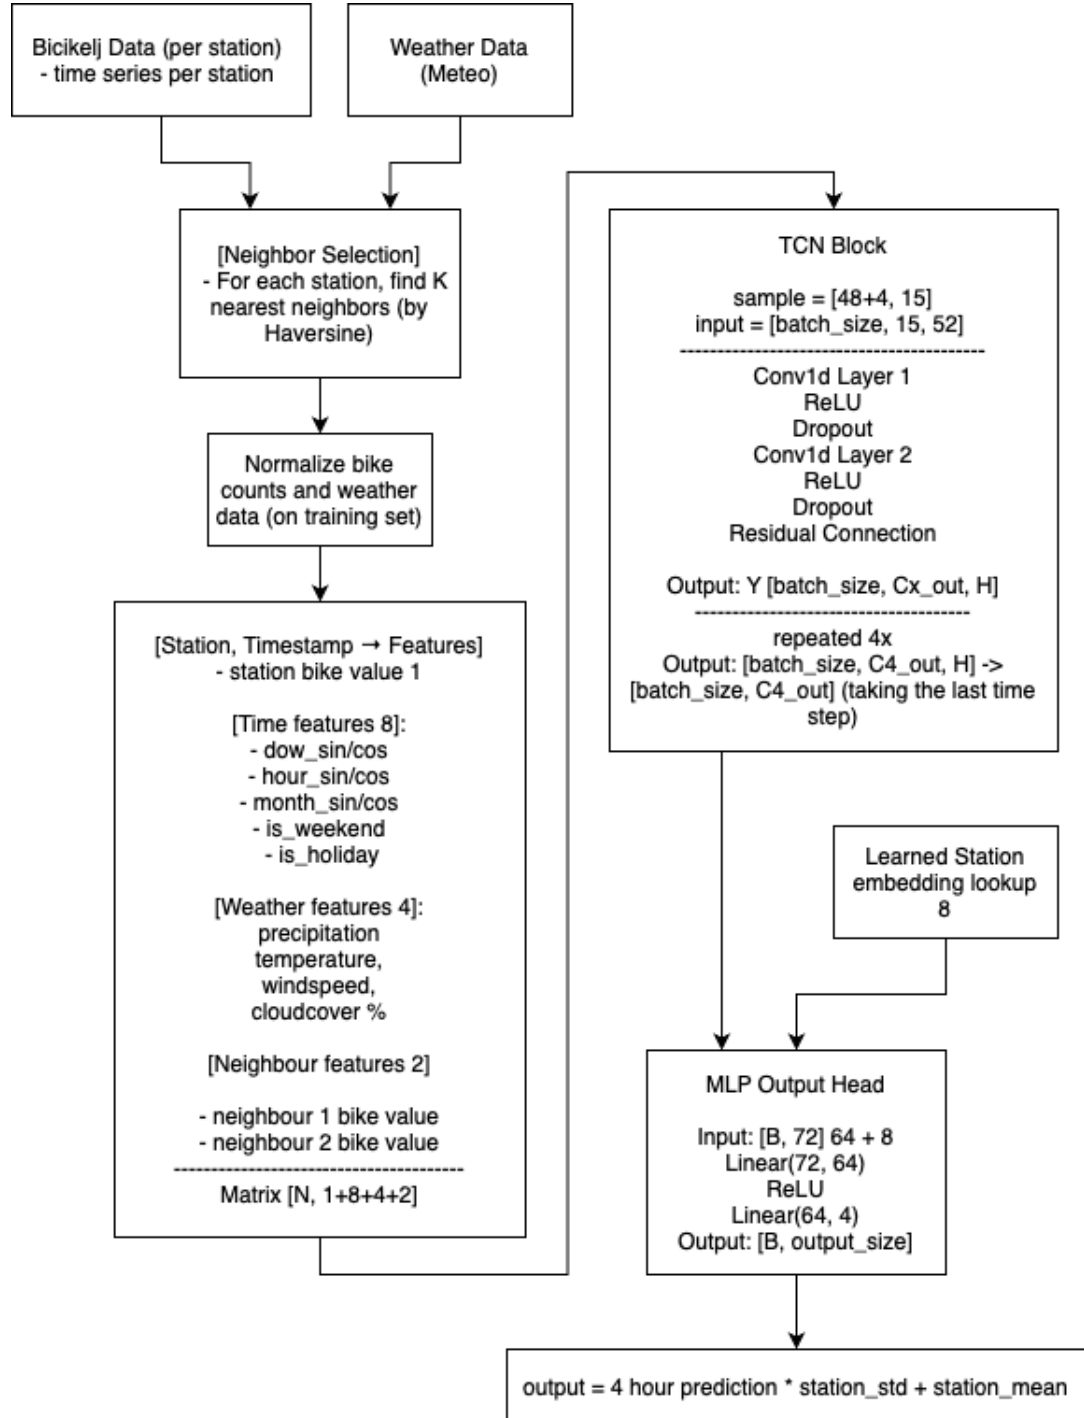 Bicikelj Data (per station)
- time series per station
Weather Data
(Meteo)
[Neighbor Selection]
- For each station, find K
nearest neighbors (by
Haversine)
Normalize bike
counts and weather
data (on training set)
[Station, Timestamp → Features]
- station bike value 1
[Time features 8]:
- dow_sin/cos
- hour_sin/cos
- month_sin/cos
- is_weekend
- is_holiday
[Weather features 4]:
precipitation
temperature,
windspeed,
cloudcover %
[Neighbour features 2]
- neighbour 1 bike value
- neighbour 2 bike value
----------------------------------------
Matrix [N, 1+8+4+2]
TCN Block
sample = [48+4, 15]
input = [batch_size, 15, 52]
------------------------------------------
Conv1d Layer 1
ReLU
Dropout
Conv1d Layer 2
ReLU
Dropout
Residual Connection
Output: Y [batch_size, Cx_out, H]
--------------------------------------
repeated 4x
Output: [batch_size, C4_out, H] ->
[batch_size, C4_out] (taking the last time
step)
Learned Station
embedding lookup
8
MLP Output Head
Input: [B, 72] 64 + 8
Linear(72, 64)
ReLU
Linear(64, 4)
Output: [B, output_size]
output = 4 hour prediction * station_std + station_mean